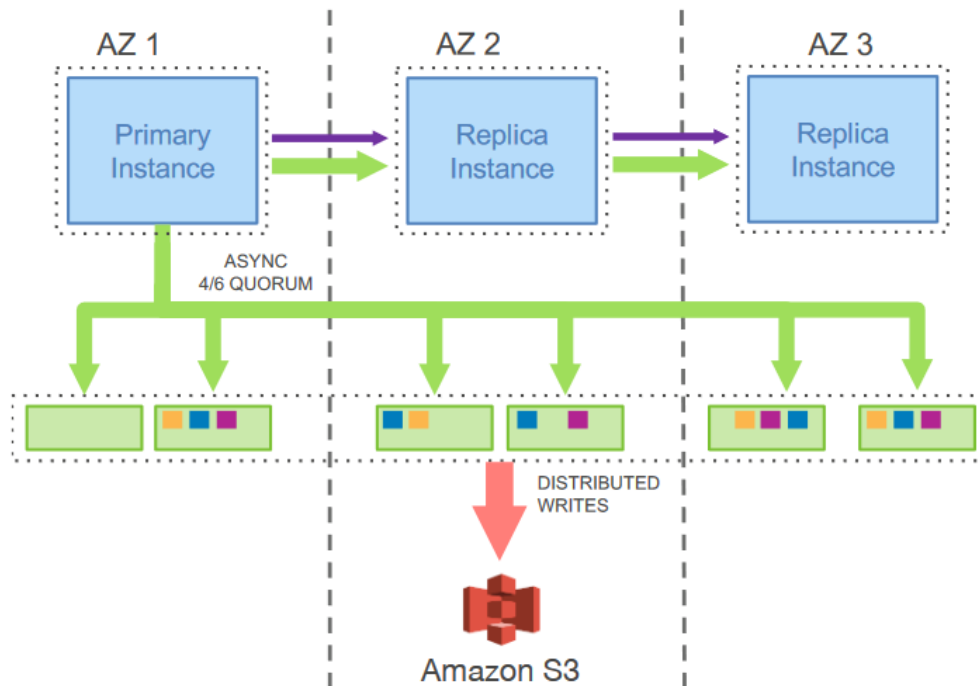 AZ 1
AZ 2
AZ 3
Primary
Instance
Replica
Instance
Replica
Instance
ASYNC
4/6 QUORUM
DISTRIBUTED
WRITES
Amazon S3